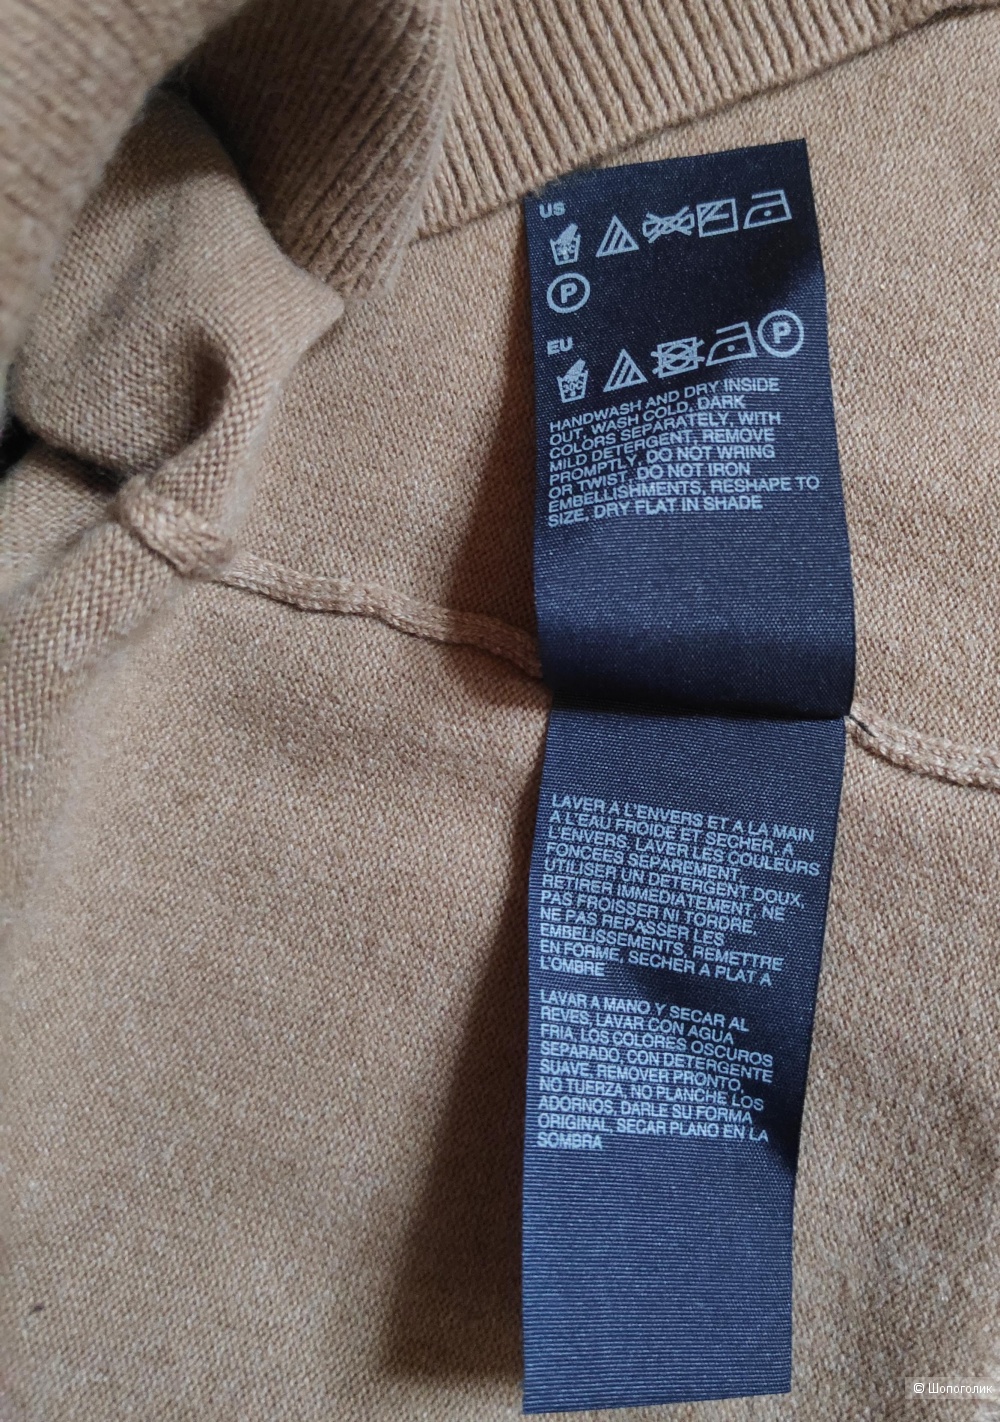 US
P
EU
30C
P
HANDWASH AND DRY INSIDE
OUT, WASH COLD, DARK
COLORS SEPARATELY, WITH
MILD DETERGENT, REMOVE
PROMPTLY, DO NOT WRING
OR TWIST, DO NOT IRON
EMBELLISHMENTS, RESHAPE TO
SIZE, DRY FLAT IN SHADE
LAVER A L'ENVERS ET A LA MAIN
A L'EAU FROIDE ET SECHER, A
L'ENVERS, LAVER LES COULEURS
FONCEES SEPAREMENT,
UTILISER UN DETERGENT DOUX,
RETIRER IMMEDIATEMENT, NE
PAS FROISSER NI TORDRE,
NE PAS REPASSER LES
EMBELISSEMENTS, REMETTRE
EN FORME, SECHER A PLAT A
L'OMBRE
LAVAR A MANO Y SECAR AL
REVES, LAVAR CON AGUA
FRIA, LOS COLORES OSCUROS
SEPARADO, CON DETERGENTE
SUAVE, REMOVER PRONTO,
NO TUERZA, NO PLANCHE LOS
ADORNOS, DARLE SU FORMA
ORIGINAL, SECAR PLANO EN LA
SOMBRA
© Шопоголик